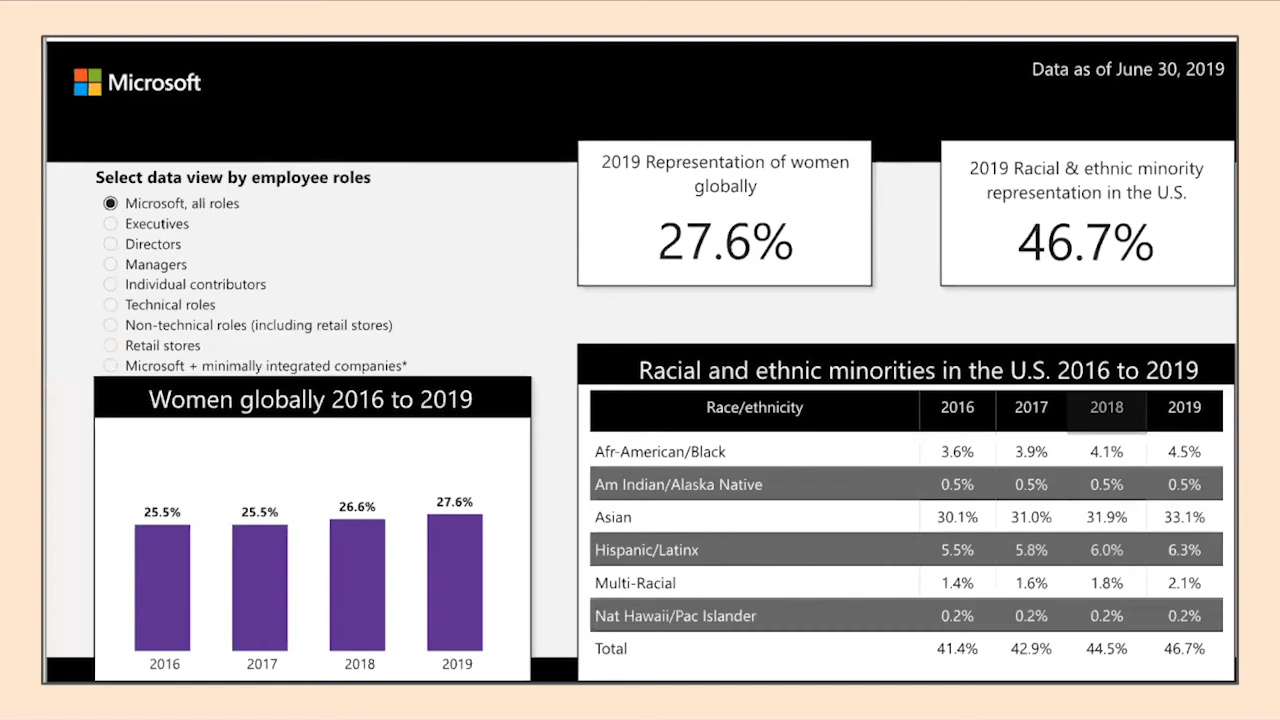 Microsoft
Data as of June 30, 2019
Select data view by employee roles
Microsoft, all roles
Executives
Directors
Managers
Individual contributors
Technical roles
Non-technical roles (including retail stores)
Retail stores
Microsoft + minimally integrated companies*
2019 Representation of women
globally
27.6%
2019 Racial & ethnic minority
representation in the U.S.
46.7%
Women globally 2016 to 2019
25.5% 25.5% 26.6% 27.6%
2016 2017 2018 2019
Racial and ethnic minorities in the U.S. 2016 to 2019
Race/ethnicity 2016 2017 2018 2019
Afr-American/Black 3.6% 3.9% 4.1% 4.5%
Am Indian/Alaska Native 0.5% 0.5% 0.5% 0.5%
Asian 30.1% 31.0% 31.9% 33.1%
Hispanic/Latinx 5.5% 5.8% 6.0% 6.3%
Multi-Racial 1.4% 1.6% 1.8% 2.1%
Nat Hawaii/Pac Islander 0.2% 0.2% 0.2% 0.2%
Total 41.4% 42.9% 44.5% 46.7%